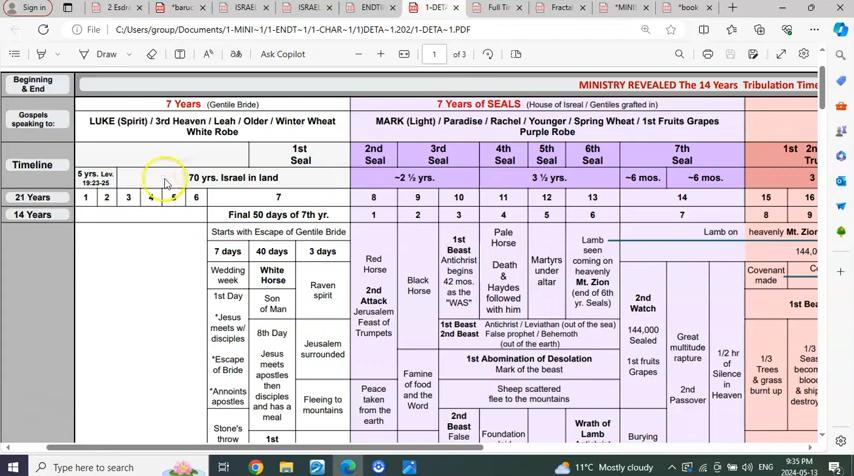 Sign in
2 Esdre
*baruc
ISRAEL
ISRAEL
ENDTIN
1-DETA
Full Tim
Fractal
*MINIS
*book
File
C:/Users/group/Documents/1-MINI~1/1-ENDT~1/1-CHAR~1/1)DETA~1.202/1-DETA~1.PDF
Draw
Ask Copilot
1 of 3
Beginning & End
MINISTRY REVEALED The 14 Years Tribulation Time
Gospels speaking to:
7 Years (Gentile Bride)
7 Years of SEALS (House of Isreal / Gentiles grafted in)
LUKE (Spirit) / 3rd Heaven / Leah / Older / Winter Wheat
White Robe
MARK (Light) / Paradise / Rachel / Younger / Spring Wheat / 1st Fruits Grapes
Purple Robe
Timeline
1st Seal
2nd Seal
3rd Seal
4th Seal
5th Seal
6th Seal
7th Seal
1st
2n
Tru
5 yrs. Lev. 19:23-25
70 yrs. Israel in land
~2 ½ yrs.
3 ½ yrs.
~6 mos.
~6 mos.
3
21 Years
1 2 3 4 5 6 7 8 9 10 11 12 13 14 15 16
14 Years
Final 50 days of 7th yr.
1 2 3 4 5 6 7 8 9
Starts with Escape of Gentile Bride
7 days
40 days
3 days
Wedding week
1st Day
*Jesus meets w/ disciples
*Escape of Bride
*Annoints apostles
Stone's throw
White Horse
Son of Man
8th Day
Jesus meets apostles then disciples and has a meal
1st
Raven spirit
Jerusalem surrounded
Fleeing to mountains
Red Horse
2nd Attack
Jerusalem Feast of Trumpets
Peace taken from the earth
Black Horse
Famine of food and the Word
1st Beast
Antichrist begins 42 mos. as the "WAS"
Pale Horse
Death & Haydes followed with him
Martyrs under altar
Lamb seen coming on heavenly Mt. Zion (end of 6th yr. Seals)
1st Beast Antichrist / Leviathan (out of the sea)
2nd Beast False prophet / Behemoth (out of the earth)
1st Abomination of Desolation
Mark of the beast
Sheep scattered
flee to the mountains
2nd Beast
False
Foundation
Wrath of Lamb
2nd Watch
144,000 Sealed
1st fruits Grapes
Burying
Great multitude rapture
2nd Passover
1/2 hr of Silence in Heaven
Lamb on heavenly Mt. Zion
144,
Covenant made
1st Bea
1/3 Trees & grass burnt up
1/3
Seas
becom
blood
& ship
destroy
Type here to search
11°C Mostly cloudy
ENG
9:35 PM
2024-05-13